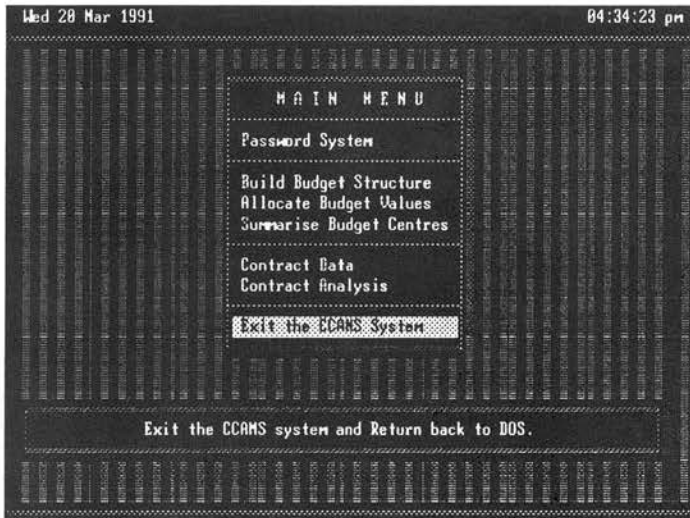 Wed 20 Mar 1991 04:34:23 pm
MAIN MENU
Password System
Build Budget Structure
Allocate Budget Values
Summarise Budget Centres
Contract Data
Contract Analysis
Exit the CCAMS System
Exit the CCAMS system and Return back to DOS.